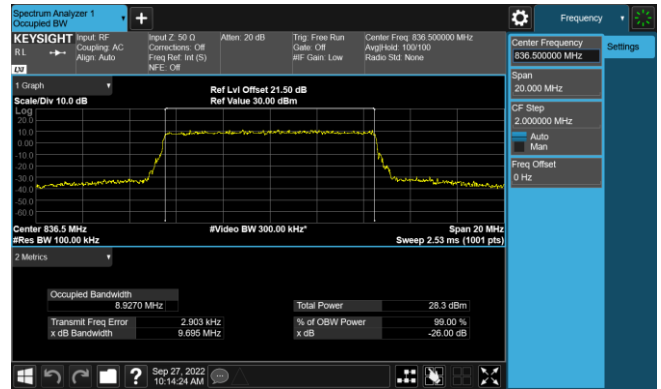 Spectrum Analyzer 1
Occupied BW
KEYSIGHT
RL
LXI
Input: RF
Coupling: AC
Align: Auto
Input Z: 50 Ω
Corrections: Off
Freq Ref: Int (S)
NFE: Off
Atten: 20 dB
Trig: Free Run
Gate: Off
#IF Gain: Low
Center Freq: 836.500000 MHz
Avg|Hold: 100/100
Radio Std: None
1 Graph
Scale/Div 10.0 dB
Ref Lvl Offset 21.50 dB
Ref Value 30.00 dBm
Log
20.0
10.0
0.00
-10.0
-20.0
-30.0
-40.0
-50.0
-60.0
Center 836.5 MHz
#Res BW 100.00 kHz
#Video BW 300.00 kHz*
Span 20 MHz
Sweep 2.53 ms (1001 pts)
2 Metrics
Occupied Bandwidth
8.9270 MHz
Total Power 28.3 dBm
Transmit Freq Error 2.903 kHz
% of OBW Power 99.00 %
x dB Bandwidth 9.695 MHz
x dB -26.00 dB
Sep 27, 2022
10:14:24 AM
Frequency
Settings
Center Frequency
836.500000 MHz
Span
20.000 MHz
CF Step
2.000000 MHz
Auto
Man
Freq Offset
0 Hz